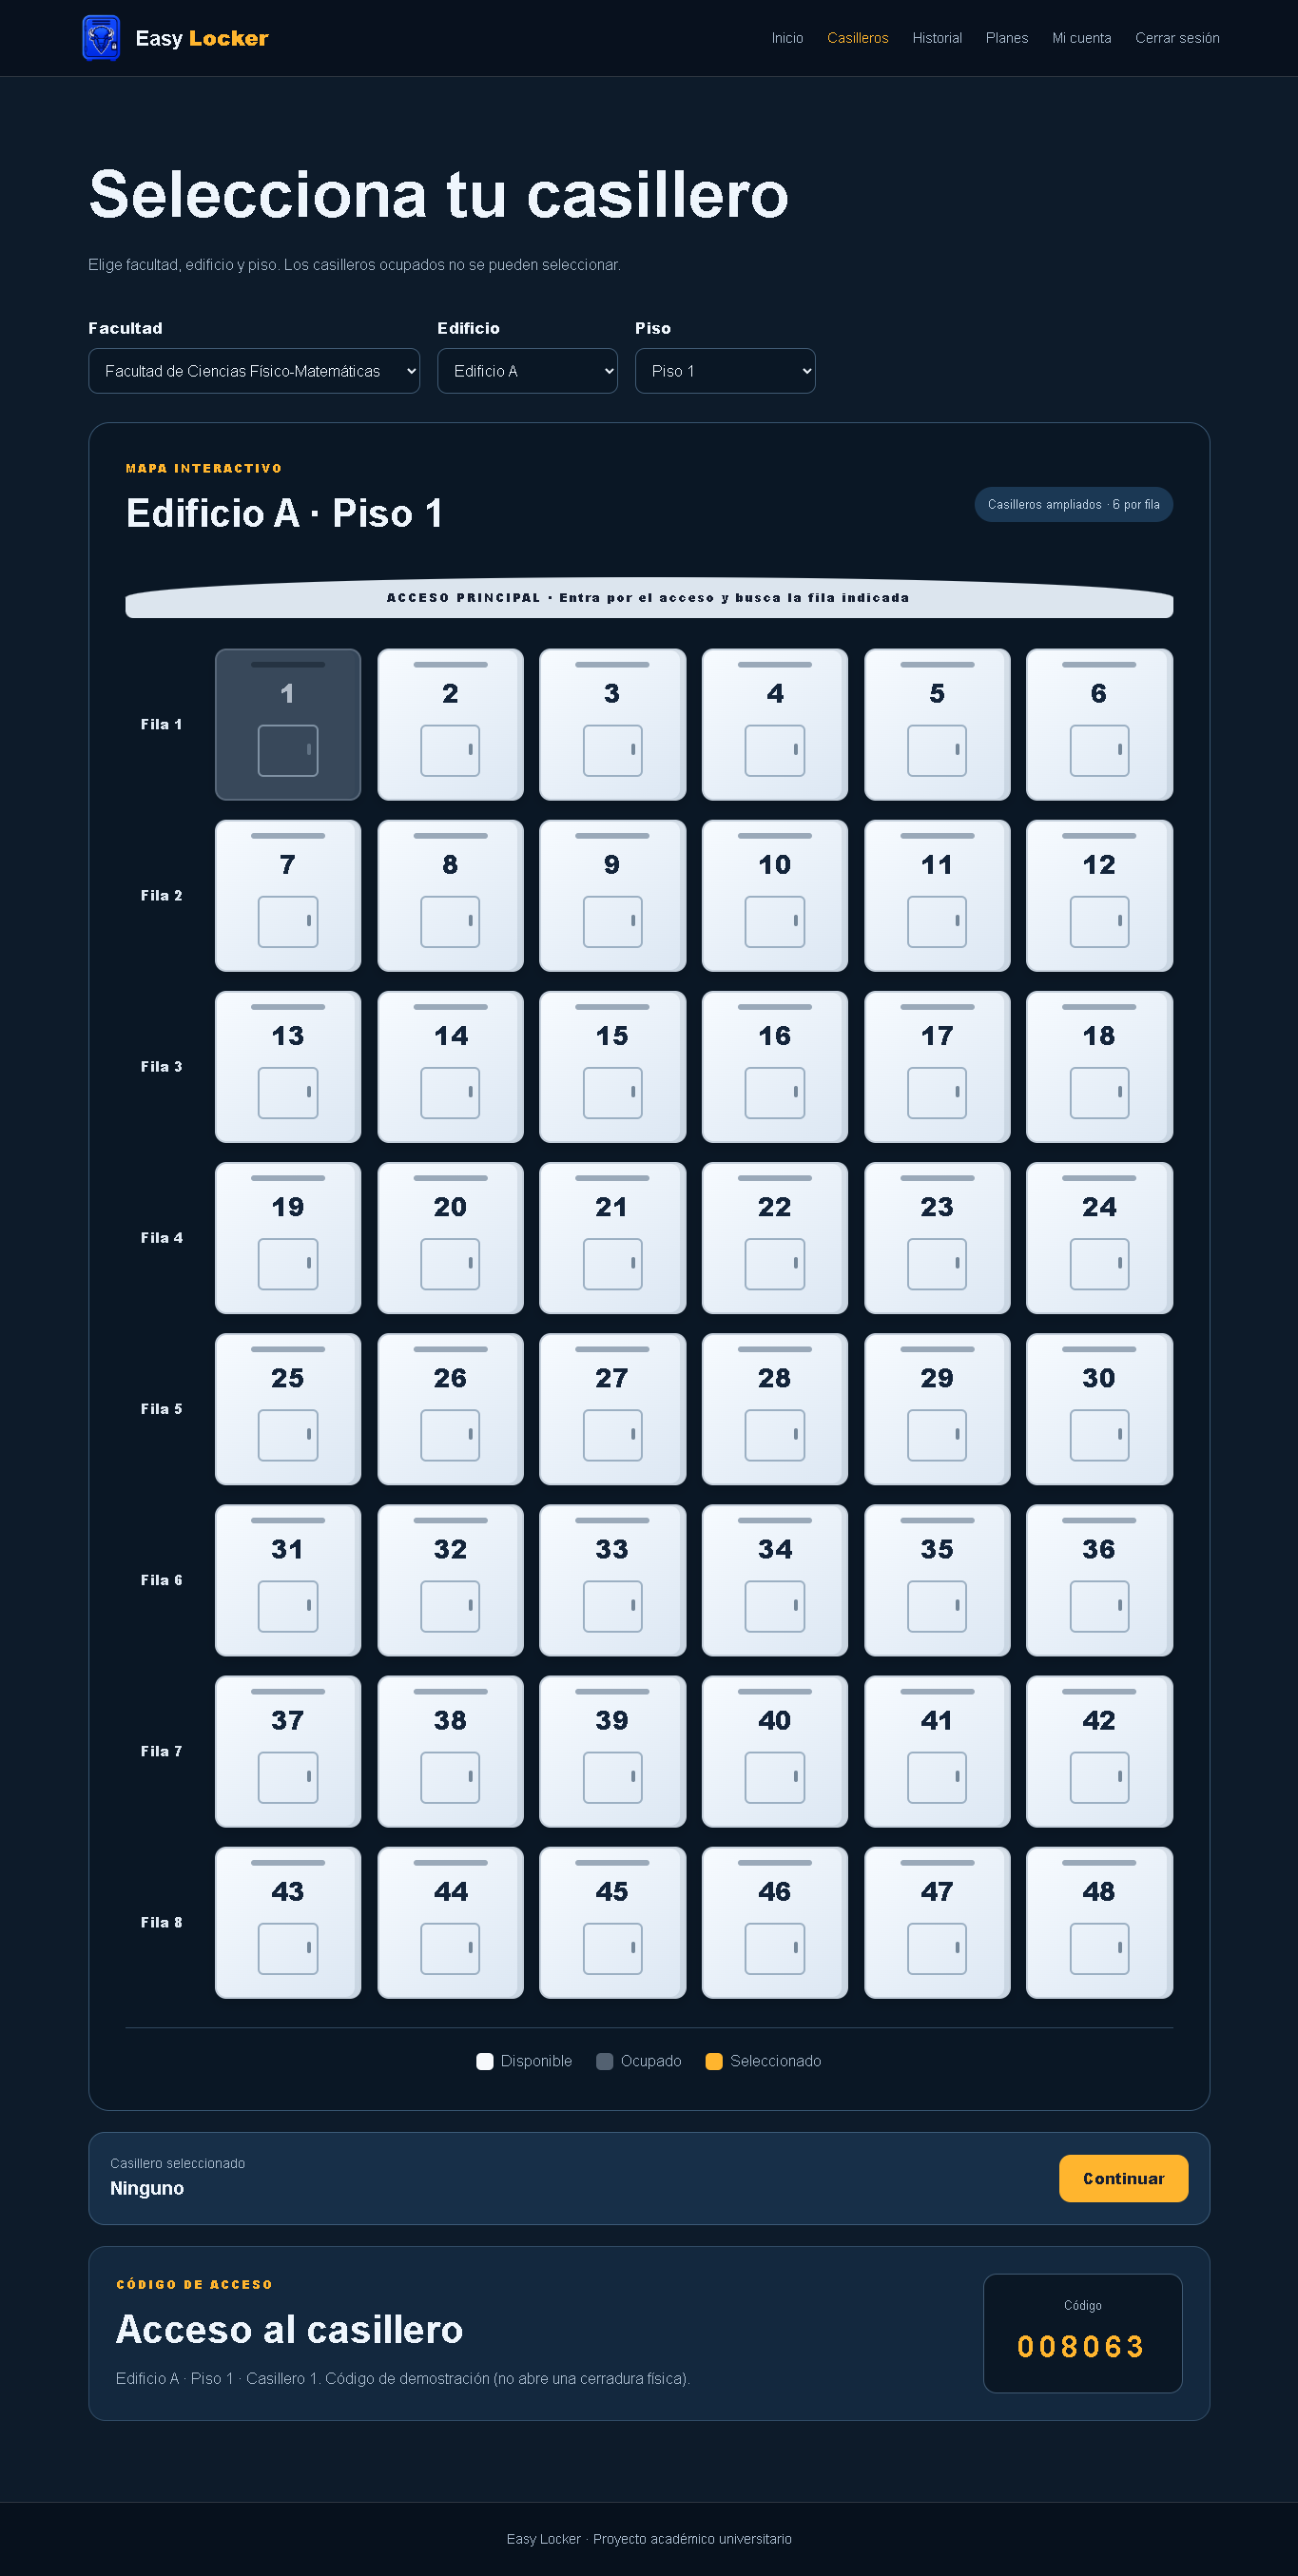 Easy Locker
Inicio Casilleros Historial Planes Mi cuenta Cerrar sesión
Selecciona tu casillero
Elige facultad, edificio y piso. Los casilleros ocupados no se pueden seleccionar.
Facultad Edificio Piso
Facultad de Ciencias Físico-Matemáticas Edificio A Piso 1
MAPA INTERACTIVO
Edificio A · Piso 1
Casilleros ampliados · 6 por fila
ACCESO PRINCIPAL · Entra por el acceso y busca la fila indicada
Fila 1 1 2 3 4 5 6
Fila 2 7 8 9 10 11 12
Fila 3 13 14 15 16 17 18
Fila 4 19 20 21 22 23 24
Fila 5 25 26 27 28 29 30
Fila 6 31 32 33 34 35 36
Fila 7 37 38 39 40 41 42
Fila 8 43 44 45 46 47 48
Disponible Ocupado Seleccionado
Casillero seleccionado
Ninguno
Continuar
CÓDIGO DE ACCESO
Acceso al casillero
Edificio A · Piso 1 · Casillero 1. Código de demostración (no abre una cerradura física).
Código
008063
Easy Locker · Proyecto académico universitario